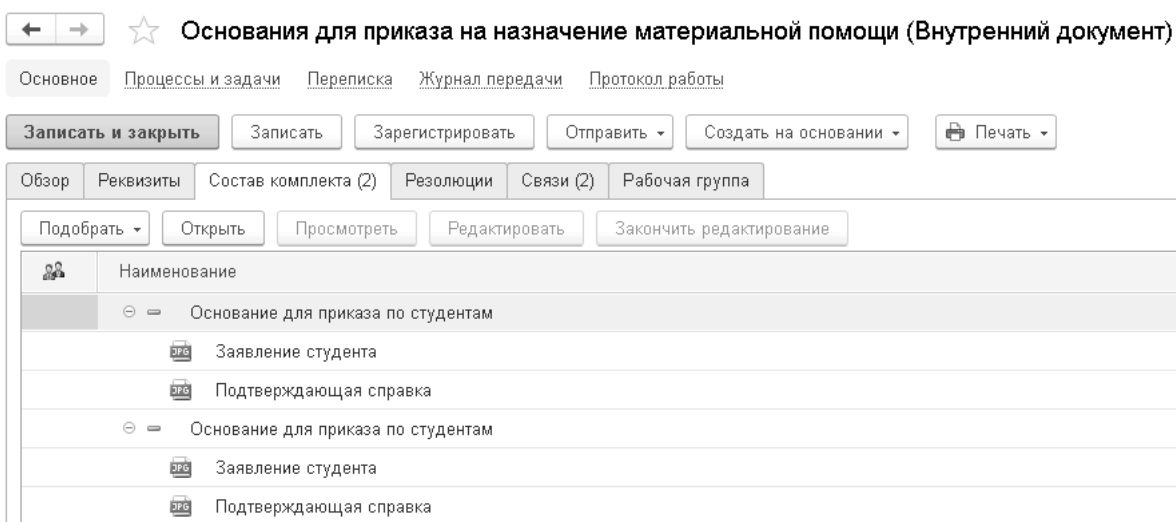 Основания для приказа на назначение материальной помощи (Внутренний документ)
Основное Процессы и задачи Переписка Журнал передачи Протокол работы
Записать и закрыть Записать Зарегистрировать Отправить Создать на основании Печать
Обзор Реквизиты Состав комплекта (2) Резолюции Связи (2) Рабочая группа
Подобрать Открыть Просмотреть Редактировать Закончить редактирование
Наименование
Основание для приказа по студентам
JPG Заявление студента
JPG Подтверждающая справка
Основание для приказа по студентам
JPG Заявление студента
JPG Подтверждающая справка